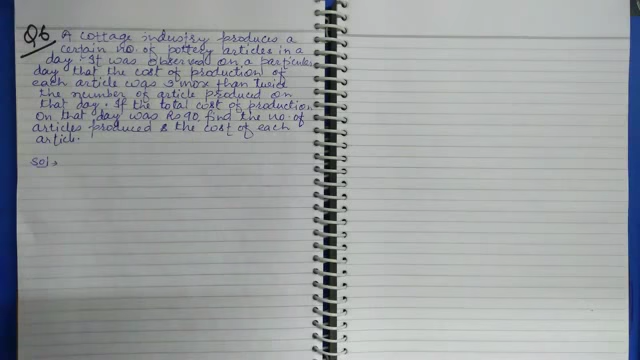 Q6 A cottage industry produces a
certain no. of pottery articles in a
day. It was observed on a particular
day that the cost of production of
each article was 3 more than twice
the number of article produced on
that day. If the total cost of production
on that day was Rs 90, find the no. of
articles produced & the cost of each
article.
Sol →